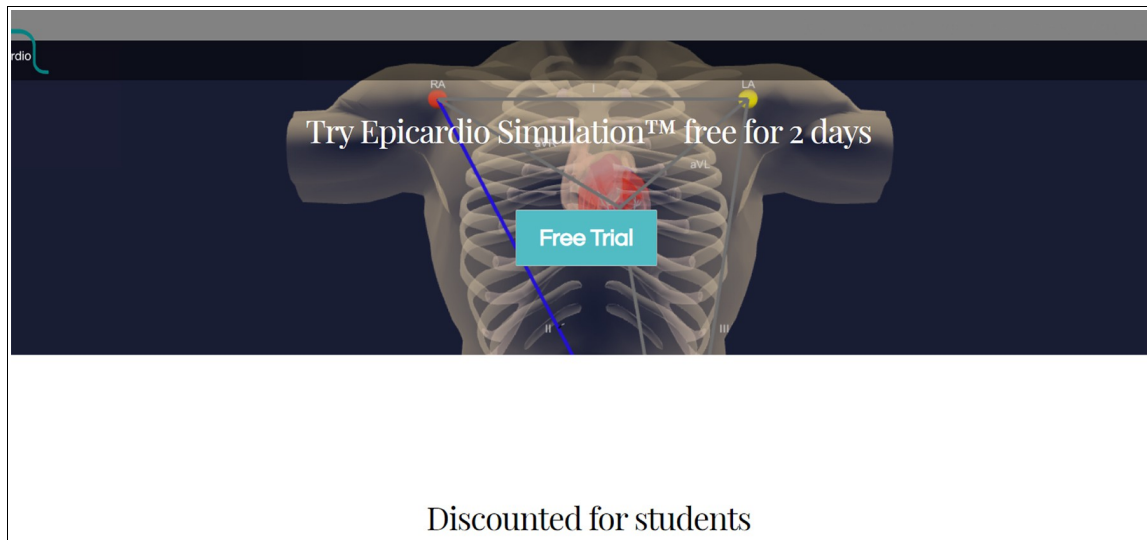 rdio
RA
LA
I
Try Epicardio Simulation™ free for 2 days
aVL
Free Trial
II
III
Discounted for students